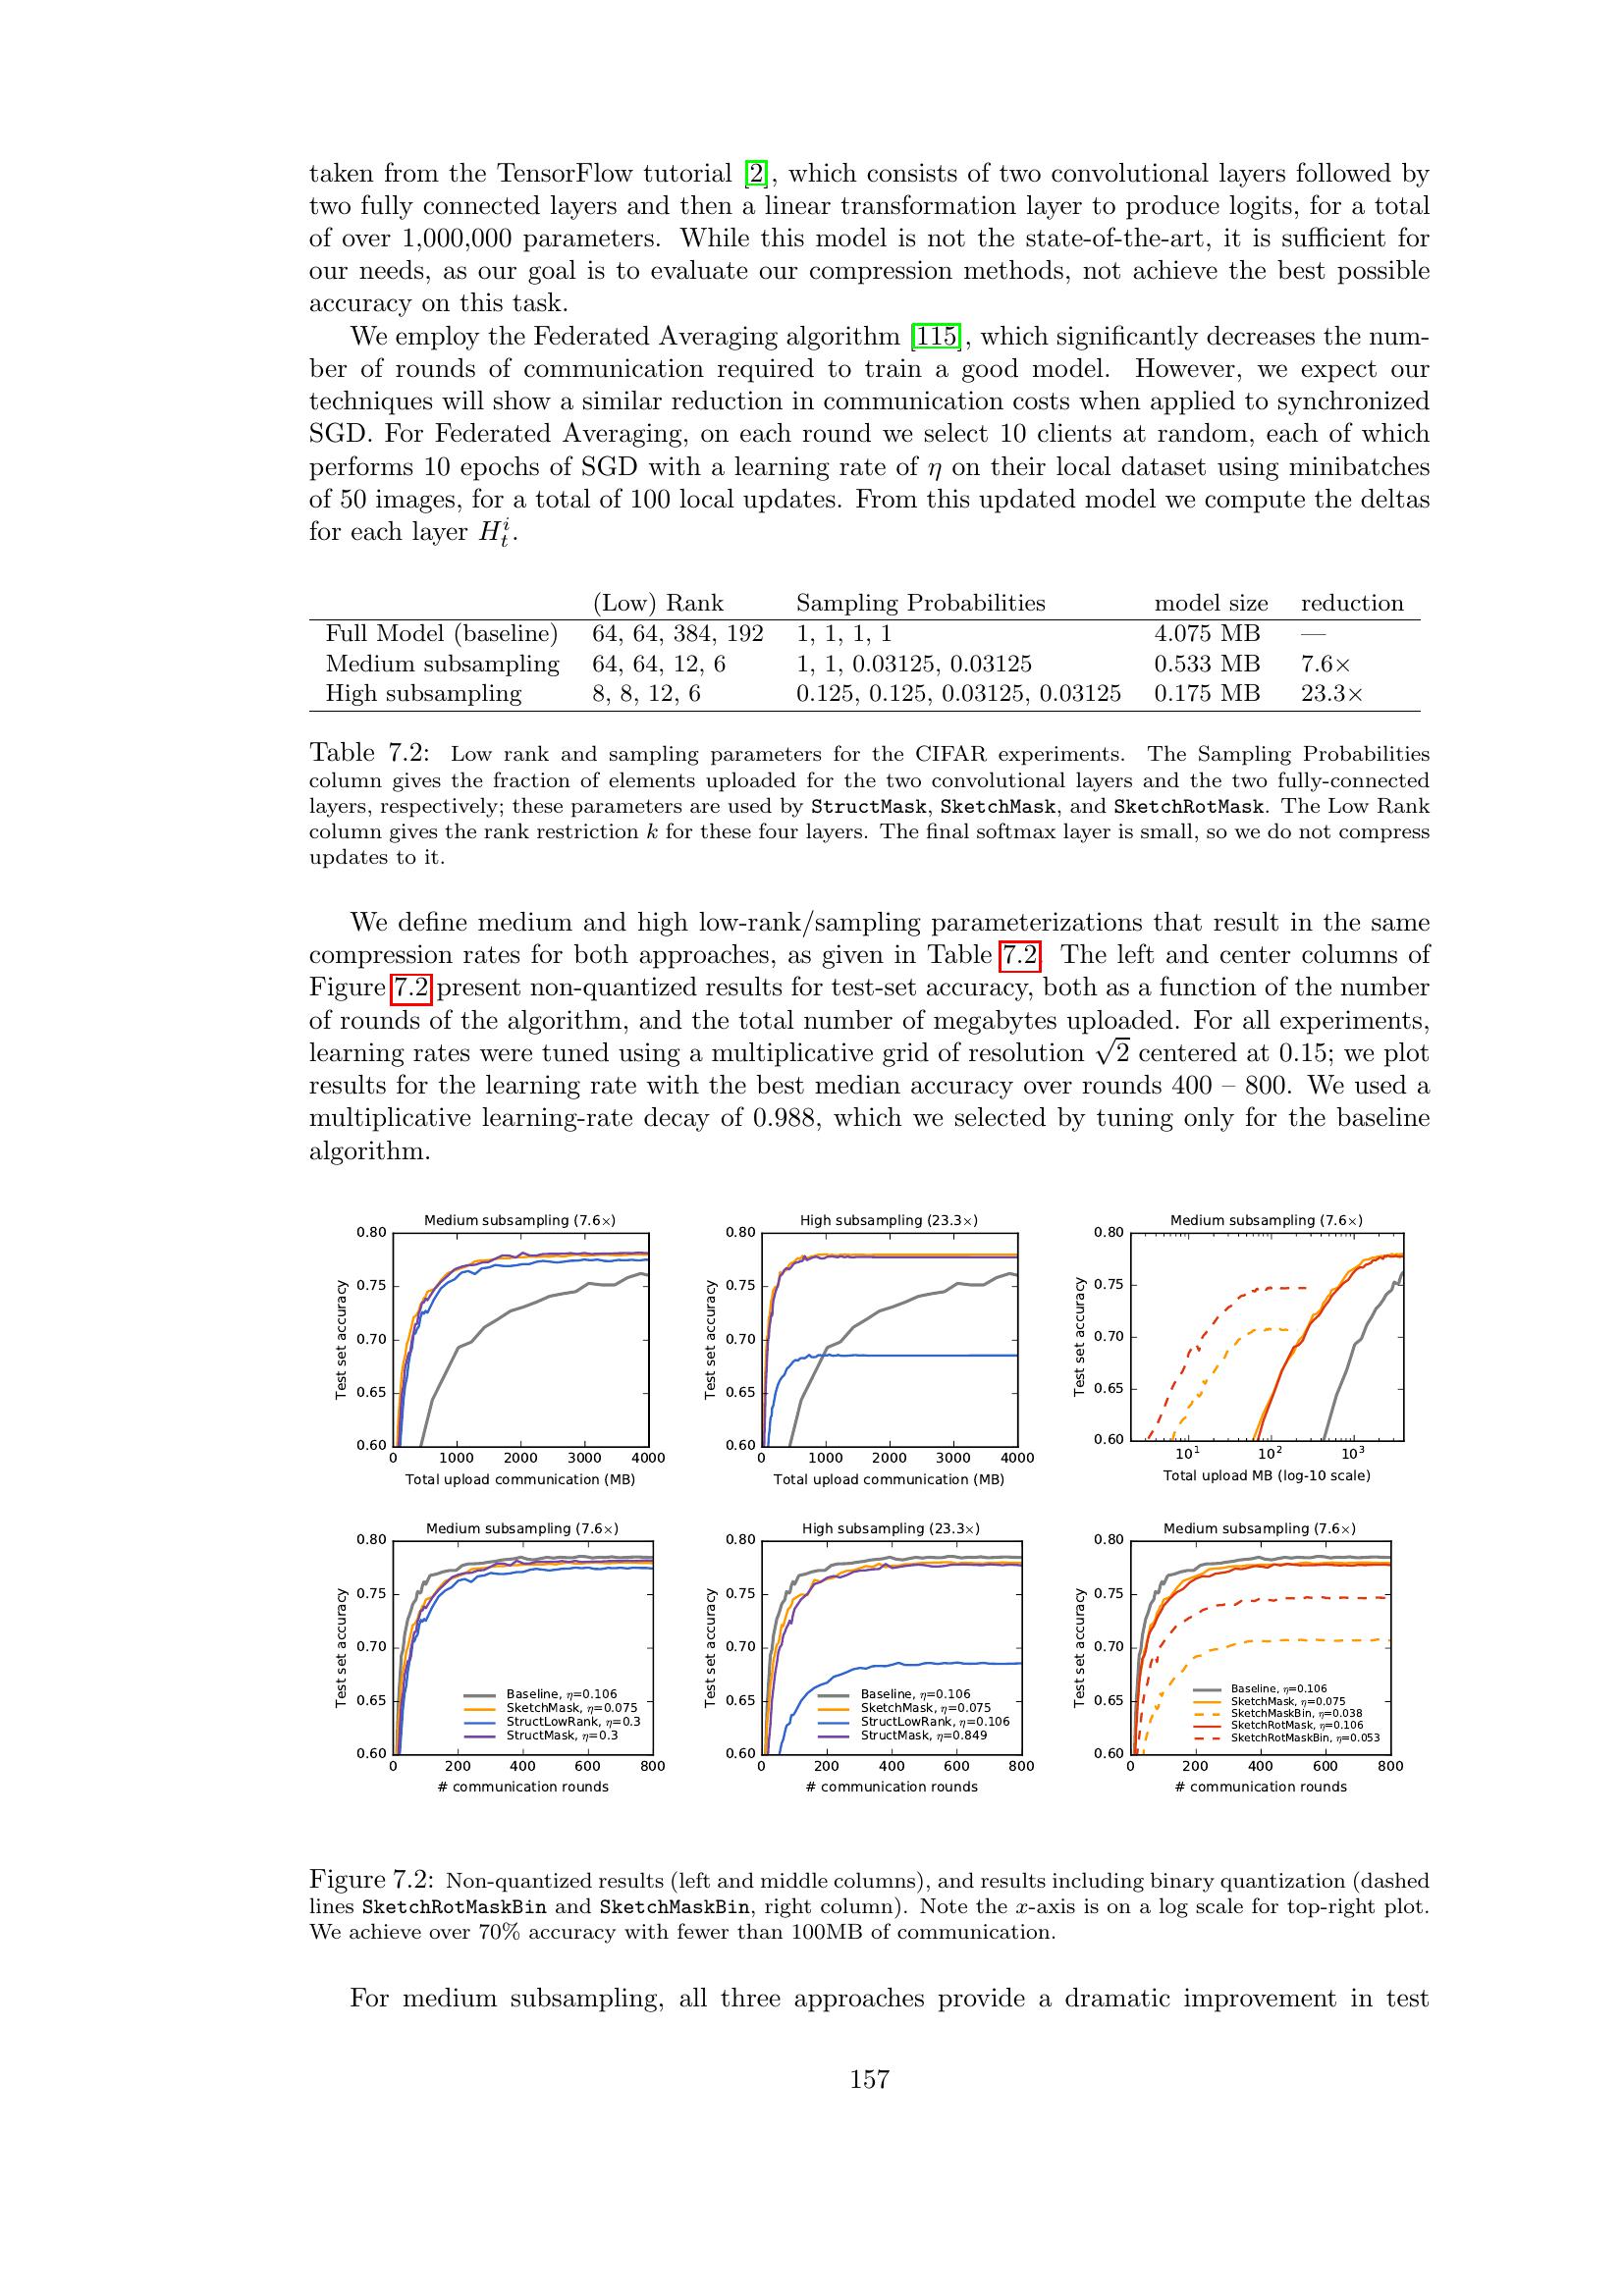 taken from the TensorFlow tutorial [2], which consists of two convolutional layers followed by
two fully connected layers and then a linear transformation layer to produce logits, for a total
of over 1,000,000 parameters. While this model is not the state-of-the-art, it is sufficient for
our needs, as our goal is to evaluate our compression methods, not achieve the best possible
accuracy on this task.
We employ the Federated Averaging algorithm [115], which significantly decreases the num-
ber of rounds of communication required to train a good model. However, we expect our
techniques will show a similar reduction in communication costs when applied to synchronized
SGD. For Federated Averaging, on each round we select 10 clients at random, each of which
performs 10 epochs of SGD with a learning rate of η on their local dataset using minibatches
of 50 images, for a total of 100 local updates. From this updated model we compute the deltas
for each layer H_t^i.
(Low) Rank Sampling Probabilities model size reduction
Full Model (baseline) 64, 64, 384, 192 1, 1, 1, 1 4.075 MB —
Medium subsampling 64, 64, 12, 6 1, 1, 0.03125, 0.03125 0.533 MB 7.6×
High subsampling 8, 8, 12, 6 0.125, 0.125, 0.03125, 0.03125 0.175 MB 23.3×
Table 7.2: Low rank and sampling parameters for the CIFAR experiments. The Sampling Probabilities
column gives the fraction of elements uploaded for the two convolutional layers and the two fully-connected
layers, respectively; these parameters are used by StructMask, SketchMask, and SketchRotMask. The Low Rank
column gives the rank restriction k for these four layers. The final softmax layer is small, so we do not compress
updates to it.
We define medium and high low-rank/sampling parameterizations that result in the same
compression rates for both approaches, as given in Table 7.2. The left and center columns of
Figure 7.2 present non-quantized results for test-set accuracy, both as a function of the number
of rounds of the algorithm, and the total number of megabytes uploaded. For all experiments,
learning rates were tuned using a multiplicative grid of resolution √2 centered at 0.15; we plot
results for the learning rate with the best median accuracy over rounds 400 – 800. We used a
multiplicative learning-rate decay of 0.988, which we selected by tuning only for the baseline
algorithm.
Medium subsampling (7.6×)
0.80
0.75
0.70
0.65
0.60
Test set accuracy
0 1000 2000 3000 4000
Total upload communication (MB)
High subsampling (23.3×)
0.80
0.75
0.70
0.65
0.60
Test set accuracy
0 1000 2000 3000 4000
Total upload communication (MB)
Medium subsampling (7.6×)
0.80
0.75
0.70
0.65
0.60
Test set accuracy
10^1 10^2 10^3
Total upload MB (log-10 scale)
Medium subsampling (7.6×)
0.80
0.75
0.70
0.65
0.60
Test set accuracy
Baseline, η=0.106
SketchMask, η=0.075
StructLowRank, η=0.3
StructMask, η=0.3
0 200 400 600 800
# communication rounds
High subsampling (23.3×)
0.80
0.75
0.70
0.65
0.60
Test set accuracy
Baseline, η=0.106
SketchMask, η=0.075
StructLowRank, η=0.106
StructMask, η=0.849
0 200 400 600 800
# communication rounds
Medium subsampling (7.6×)
0.80
0.75
0.70
0.65
0.60
Test set accuracy
Baseline, η=0.106
SketchMask, η=0.075
SketchMaskBin, η=0.038
SketchRotMask, η=0.106
SketchRotMaskBin, η=0.053
0 200 400 600 800
# communication rounds
Figure 7.2: Non-quantized results (left and middle columns), and results including binary quantization (dashed
lines SketchRotMaskBin and SketchMaskBin, right column). Note the x-axis is on a log scale for top-right plot.
We achieve over 70% accuracy with fewer than 100MB of communication.
For medium subsampling, all three approaches provide a dramatic improvement in test
157